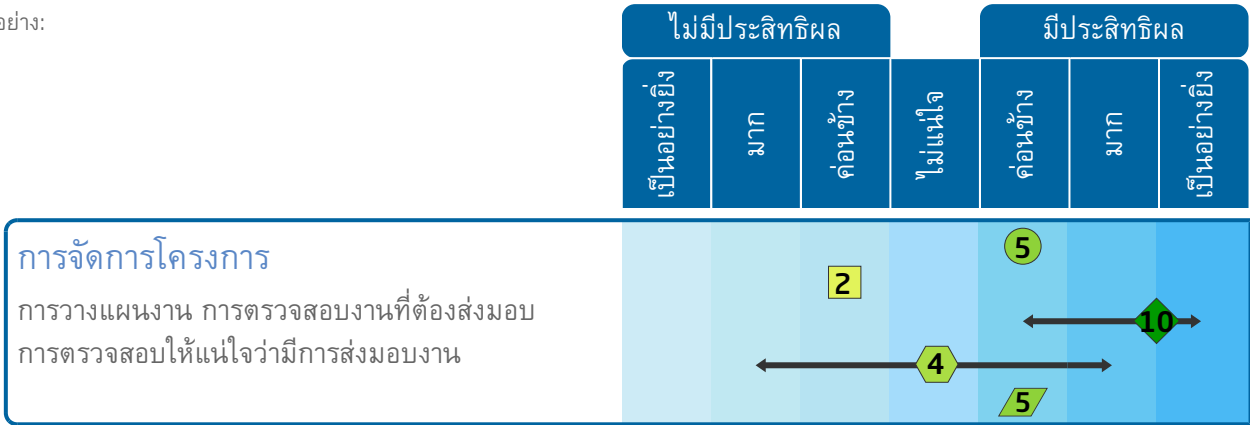 อย่าง:
ไม่มีประสิทธิผล
มีประสิทธิผล
เป็นอย่างยิ่ง
มาก
ค่อนข้าง
ไม่แน่ใจ
ค่อนข้าง
มาก
เป็นอย่างยิ่ง
การจัดการโครงการ
การวางแผนงาน การตรวจสอบงานที่ต้องส่งมอบ
การตรวจสอบให้แน่ใจว่ามีการส่งมอบงาน
5
2
10
4
5